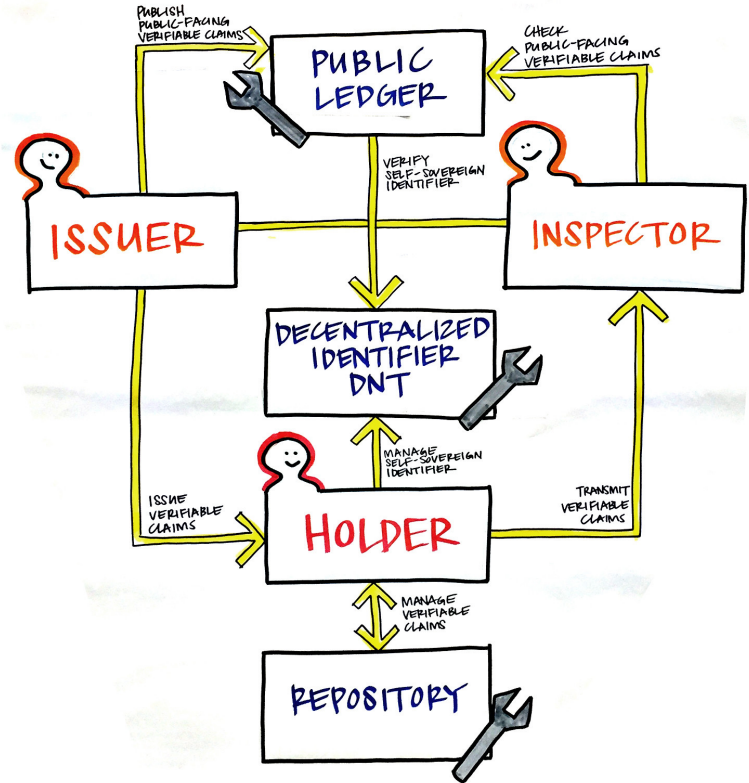 PUBLISH
PUBLIC-FACING
VERIFIABLE CLAIMS
PUBLIC
LEDGER
CHECK
PUBLIC-FACING
VERIFIABLE CLAIMS
VERIFY
SELF-SOVEREIGN
IDENTIFIER
ISSUER
INSPECTOR
DECENTRALIZED
IDENTIFIER
DNT
MANAGE
SELF-SOVEREIGN
IDENTIFIER
ISSUE
VERIFIABLE
CLAIMS
HOLDER
TRANSMIT
VERIFIABLE
CLAIMS
MANAGE
VERIFIABLE
CLAIMS
REPOSITORY